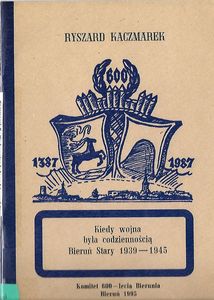 RYSZARD KACZMAREK
600
1387 1987
Kiedy wojna
była codziennością
Bieruń Stary 1939—1945
Komitet 600-lecia Bierunia
Bieruń 1995